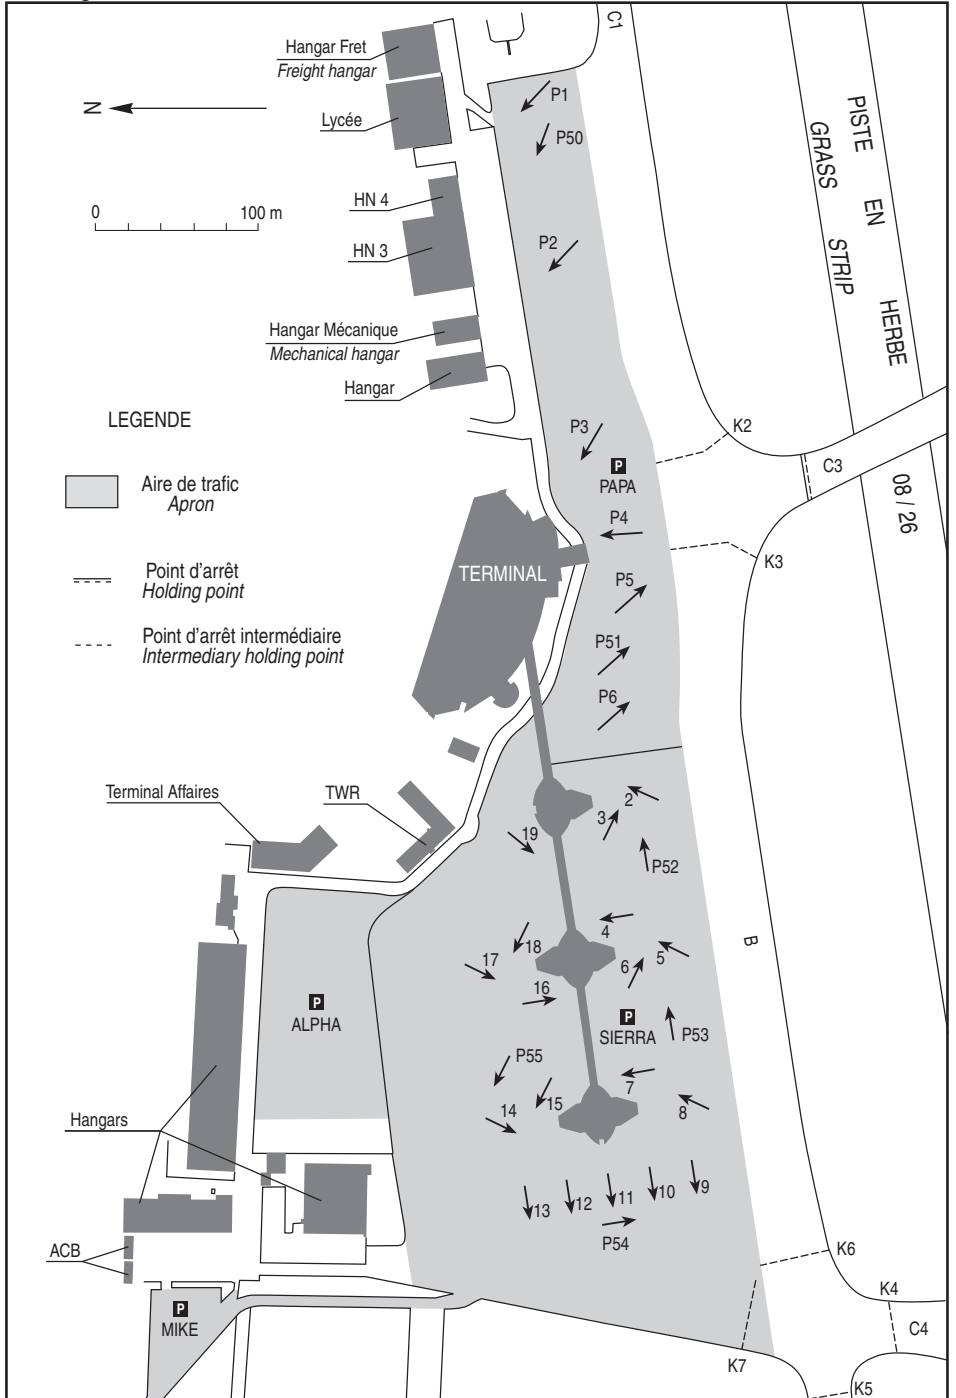 Hangar Fret
Freight hangar
Lycée
N
0 100 m
HN 4
HN 3
Hangar Mécanique
Mechanical hangar
Hangar
LEGENDE
Aire de trafic
Apron
Point d'arrêt
Holding point
Point d'arrêt intermédiaire
Intermediary holding point
C1
P1
P50
P2
P3
P
PAPA
P4
P5
P51
P6
PISTE EN HERBE
GRASS STRIP
K2
C3
08 / 26
K3
TERMINAL
Terminal Affaires
TWR
2
3
19
P52
4
18
5
17
6
16
B
P
ALPHA
P
SIERRA
P53
P55
7
15
14
8
Hangars
13
12
11
10
9
P54
ACB
P
MIKE
K6
K4
C4
K7
K5